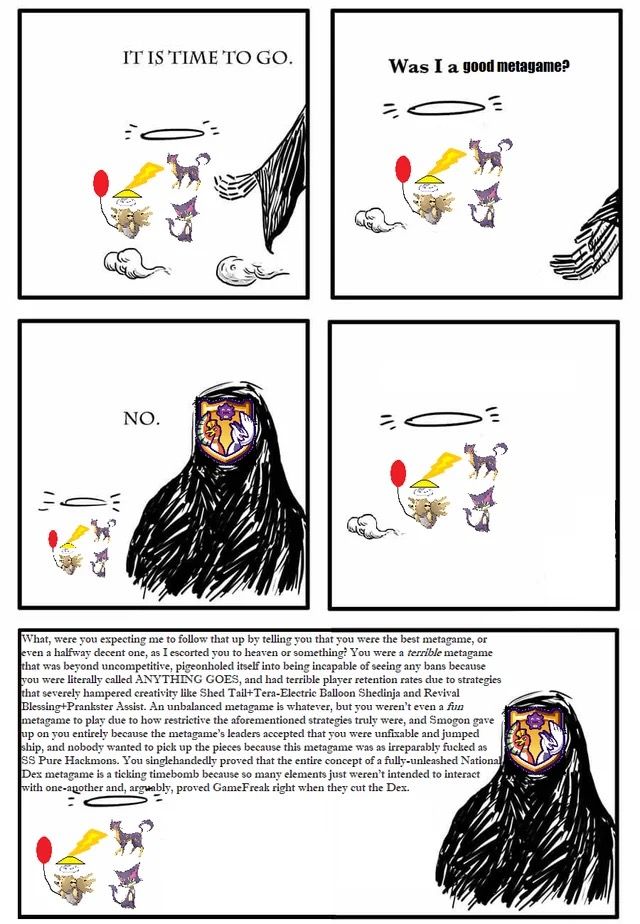 IT IS TIME TO GO.
Was I a good metagame?
NO.
What, were you expecting me to follow that up by telling you that you were the best metagame, or
even a halfway decent one, as I escorted you to heaven or something? You were a terrible metagame
that was beyond uncompetitive, pigeonholed itself into being incapable of seeing any bans because
you were literally called ANYTHING GOES, and had terrible player retention rates due to strategies
that severely hampered creativity like Shed Tail+Tera-Electric Balloon Shedinja and Revival
Blessing+Prankster Assist. An unbalanced metagame is whatever, but you weren't even a fun
metagame to play due to how restrictive the aforementioned strategies truly were, and Smogon gave
up on you entirely because the metagame's leaders accepted that you were unfixable and jumped
ship, and nobody wanted to pick up the pieces because this metagame was as irreparably fucked as
SS Pure Hackmons. You singlehandedly proved that the entire concept of a fully-unleashed National
Dex metagame is a ticking timebomb because so many elements just weren't intended to interact
with one-another and, arguably, proved GameFreak right when they cut the Dex.